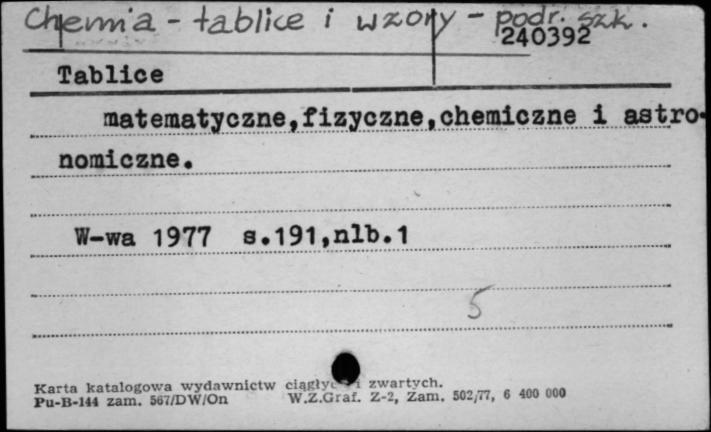 Chemia - tablice i wzory - podr. szk.
240392
Tablice
matematyczne,fizyczne,chemiczne i astro-
nomiczne.
W-wa 1977 s.191,nlb.1
5
Karta katalogowa wydawnictw i zwartych.
Pu-B-144 zam. 567/DW/On W.Z.Graf. Z-2, Zam. 502/77, 6 400 000